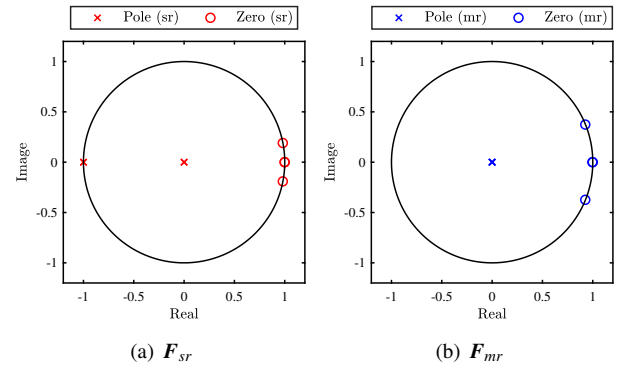 Pole (sr) Zero (sr)
1
0.5
0
-0.5
-1
Image
-1 -0.5 0 0.5 1
Real
(a) F_sr
Pole (mr) Zero (mr)
1
0.5
0
-0.5
-1
Image
-1 -0.5 0 0.5 1
Real
(b) F_mr